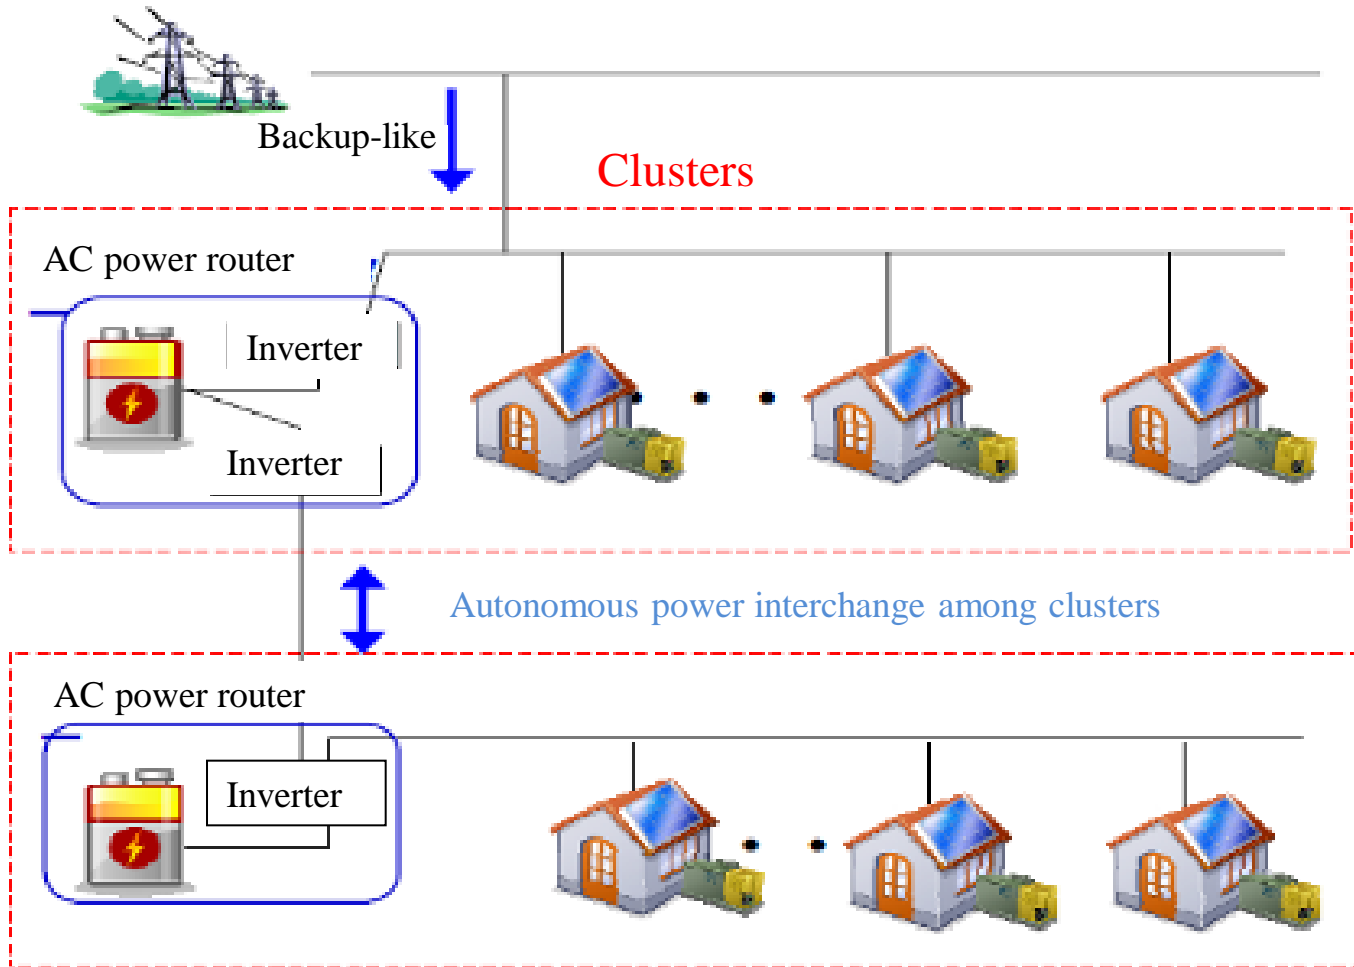 Backup-like
Clusters
AC power router
Inverter
Inverter
Autonomous power interchange among clusters
AC power router
Inverter